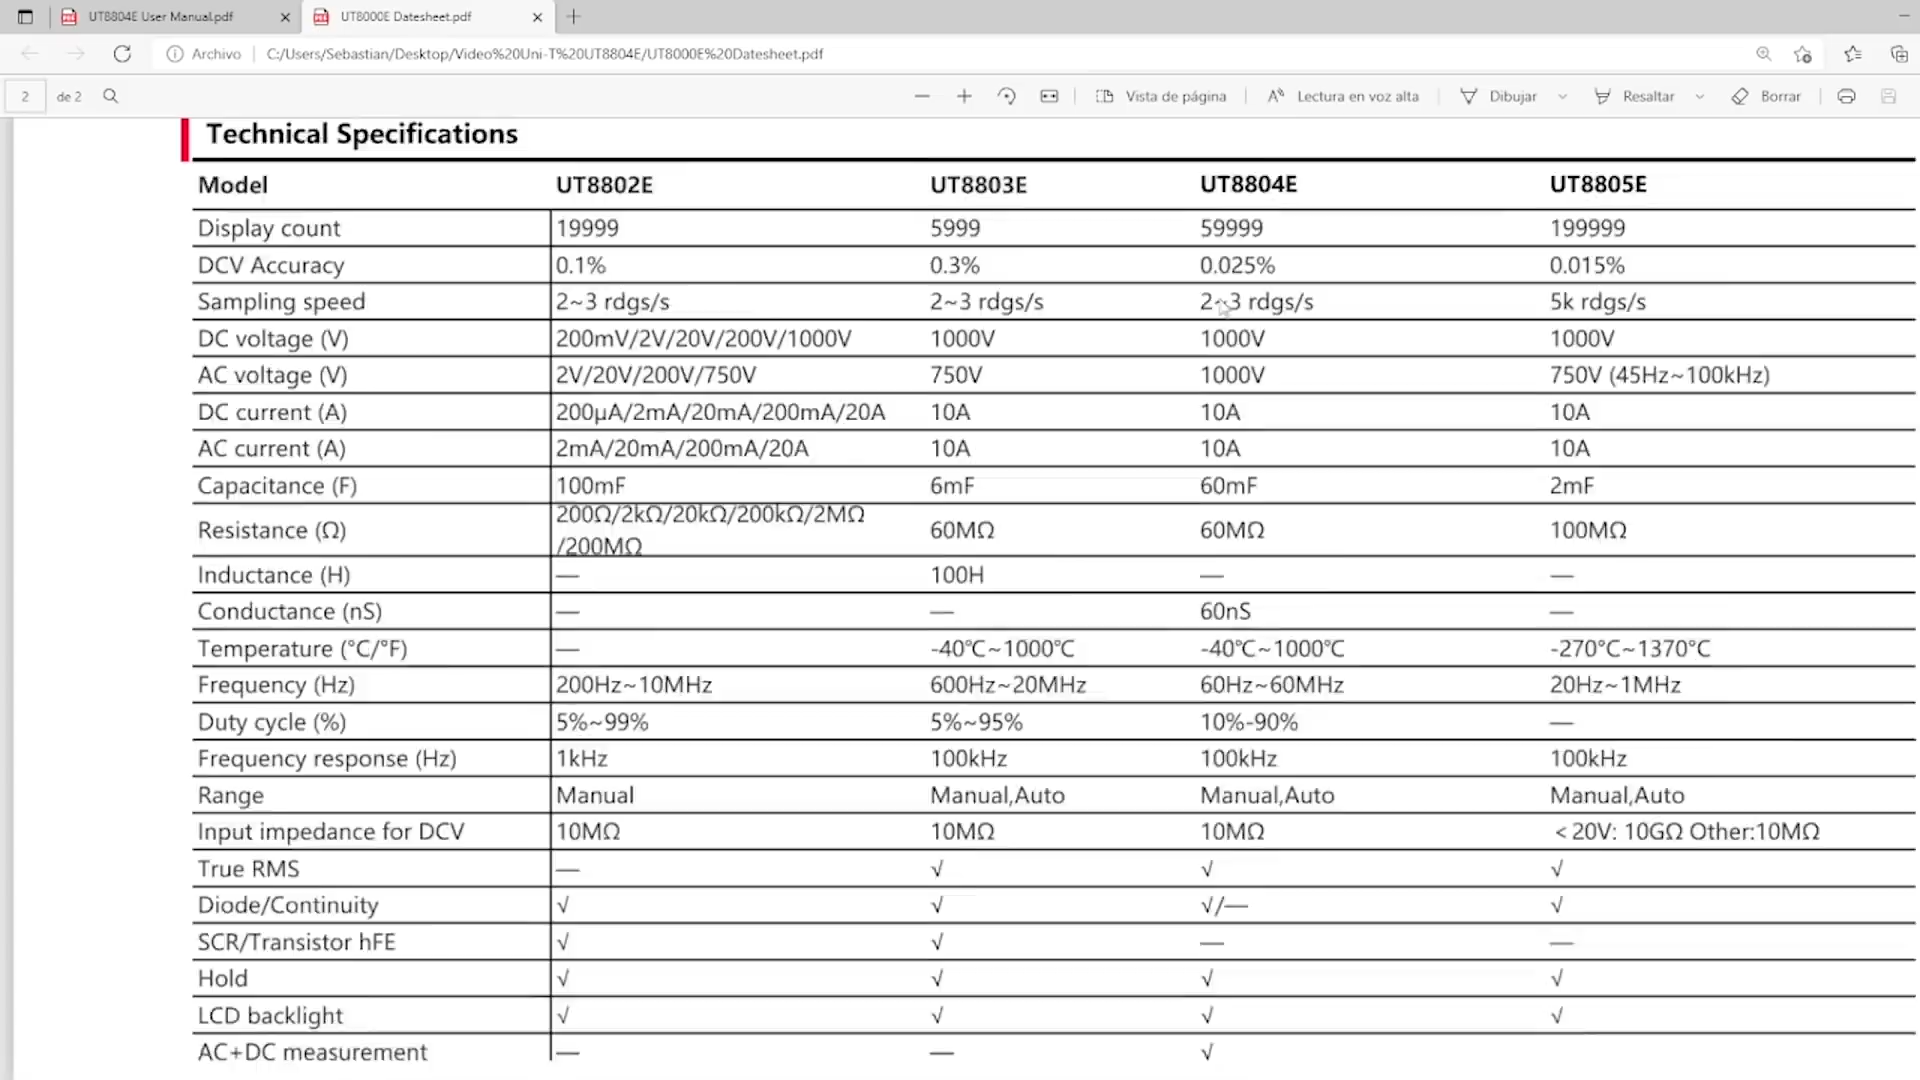 UT8804E User Manual.pdf
UT8000E Datesheet.pdf
Archivo C:/Users/Sebastian/Desktop/Video%20Uni-T%20UT8804E/UT8000E%20Datesheet.pdf
2 de 2 Vista de página Lectura en voz alta Dibujar Resaltar Borrar
Technical Specifications
Model UT8802E UT8803E UT8804E UT8805E
Display count 19999 5999 59999 199999
DCV Accuracy 0.1% 0.3% 0.025% 0.015%
Sampling speed 2~3 rdgs/s 2~3 rdgs/s 2~3 rdgs/s 5k rdgs/s
DC voltage (V) 200mV/2V/20V/200V/1000V 1000V 1000V 1000V
AC voltage (V) 2V/20V/200V/750V 750V 1000V 750V (45Hz~100kHz)
DC current (A) 200μA/2mA/20mA/200mA/20A 10A 10A 10A
AC current (A) 2mA/20mA/200mA/20A 10A 10A 10A
Capacitance (F) 100mF 6mF 60mF 2mF
Resistance (Ω) 200Ω/2kΩ/20kΩ/200kΩ/2MΩ
/200MΩ 60MΩ 60MΩ 100MΩ
Inductance (H) — 100H — —
Conductance (nS) — — 60nS —
Temperature (°C/°F) — -40℃~1000℃ -40℃~1000℃ -270°C~1370°C
Frequency (Hz) 200Hz~10MHz 600Hz~20MHz 60Hz~60MHz 20Hz~1MHz
Duty cycle (%) 5%~99% 5%~95% 10%-90% —
Frequency response (Hz) 1kHz 100kHz 100kHz 100kHz
Range Manual Manual,Auto Manual,Auto Manual,Auto
Input impedance for DCV 10MΩ 10MΩ 10MΩ <20V: 10GΩ Other:10MΩ
True RMS — √ √ √
Diode/Continuity √ √ √/— √
SCR/Transistor hFE √ √ — —
Hold √ √ √ √
LCD backlight √ √ √ √
AC+DC measurement — — √